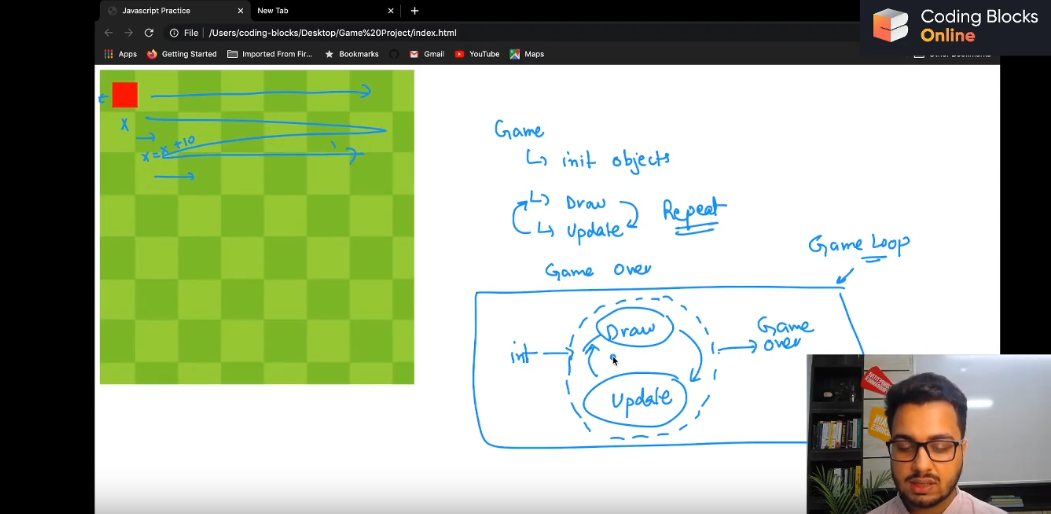 Javascript Practice
New Tab
Coding Blocks
Online
File
/Users/coding-blocks/Desktop/Game%20Project/index.html
Apps
Getting Started
Imported From Fir...
Bookmarks
Gmail
YouTube
Maps
x
x = x + 10
Game
init objects
Draw
Update
Repeat
Game Over
Game Loop
int
Draw
Update
Game
over